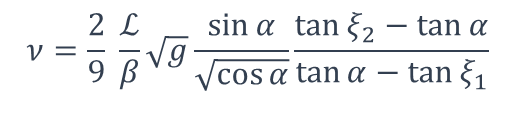 ν = 2/9 ℒ/β √g sin α/√cos α (tan ξ₂ − tan α)/(tan α − tan ξ₁)